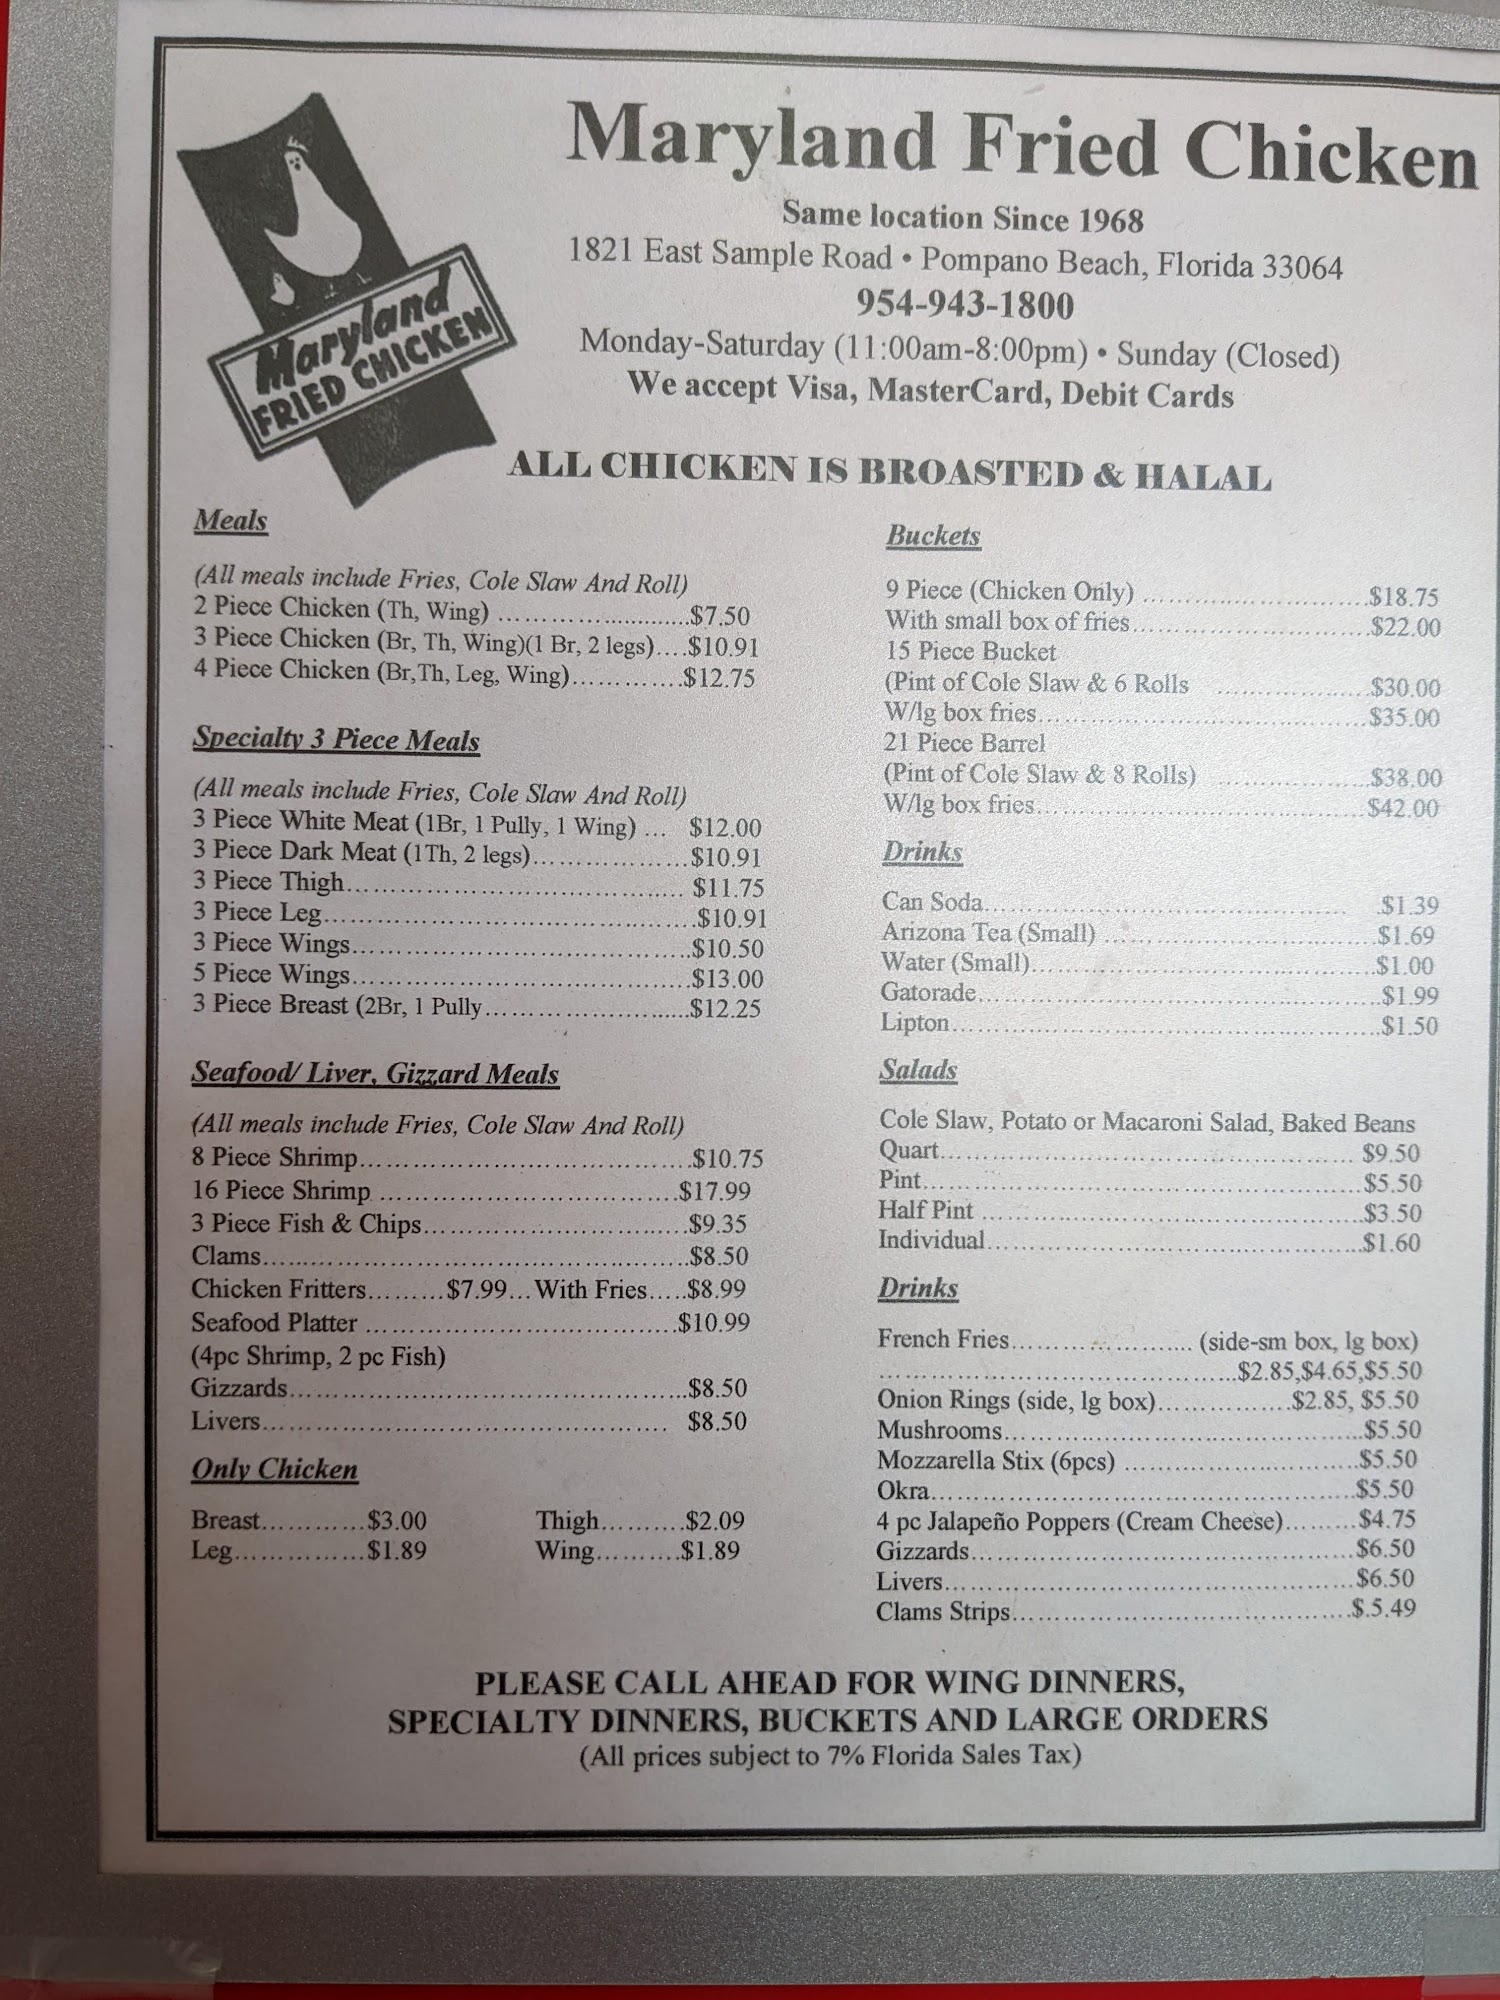 Maryland Fried Chicken
Same location Since 1968
1821 East Sample Road • Pompano Beach, Florida 33064
954-943-1800
Monday-Saturday (11:00am-8:00pm) • Sunday (Closed)
We accept Visa, MasterCard, Debit Cards
Maryland
FRIED CHICKEN
ALL CHICKEN IS BROASTED & HALAL
Meals
(All meals include Fries, Cole Slaw And Roll)
2 Piece Chicken (Th, Wing) ..............................$7.50
3 Piece Chicken (Br, Th, Wing)(1 Br, 2 legs)....$10.91
4 Piece Chicken (Br,Th, Leg, Wing)..............$12.75
Specialty 3 Piece Meals
(All meals include Fries, Cole Slaw And Roll)
3 Piece White Meat (1Br, 1 Pully, 1 Wing) ... $12.00
3 Piece Dark Meat (1Th, 2 legs)....................$10.91
3 Piece Thigh........................................... $11.75
3 Piece Leg...............................................$10.91
3 Piece Wings...........................................$10.50
5 Piece Wings...........................................$13.00
3 Piece Breast (2Br, 1 Pully..........................$12.25
Seafood/ Liver, Gizzard Meals
(All meals include Fries, Cole Slaw And Roll)
8 Piece Shrimp..........................................$10.75
16 Piece Shrimp ......................................$17.99
3 Piece Fish & Chips.................................$9.35
Clams.......................................................$8.50
Chicken Fritters.........$7.99...With Fries.....$8.99
Seafood Platter .......................................$10.99
(4pc Shrimp, 2 pc Fish)
Gizzards...................................................$8.50
Livers................................................. $8.50
Only Chicken
Breast............$3.00 Thigh..........$2.09
Leg...............$1.89 Wing..........$1.89
Buckets
9 Piece (Chicken Only) .............................$18.75
With small box of fries..............................$22.00
15 Piece Bucket
(Pint of Cole Slaw & 6 Rolls ...................$30.00
W/lg box fries..........................................$35.00
21 Piece Barrel
(Pint of Cole Slaw & 8 Rolls) ...................$38.00
W/lg box fries..........................................$42.00
Drinks
Can Soda............................................. .$1.39
Arizona Tea (Small) .................................$1.69
Water (Small)...........................................$1.00
Gatorade..................................................$1.99
Lipton......................................................$1.50
Salads
Cole Slaw, Potato or Macaroni Salad, Baked Beans
Quart.................................................... $9.50
Pint.........................................................$5.50
Half Pint .................................................$3.50
Individual................................................$1.60
Drinks
French Fries....................... (side-sm box, lg box)
............................................$2.85,$4.65,$5.50
Onion Rings (side, lg box)................$2.85, $5.50
Mushrooms..............................................$5.50
Mozzarella Stix (6pcs) .............................$5.50
Okra........................................................$5.50
4 pc Jalapeño Poppers (Cream Cheese).........$4.75
Gizzards..................................................$6.50
Livers......................................................$6.50
Clams Strips...........................................$.5.49
PLEASE CALL AHEAD FOR WING DINNERS,
SPECIALTY DINNERS, BUCKETS AND LARGE ORDERS
(All prices subject to 7% Florida Sales Tax)